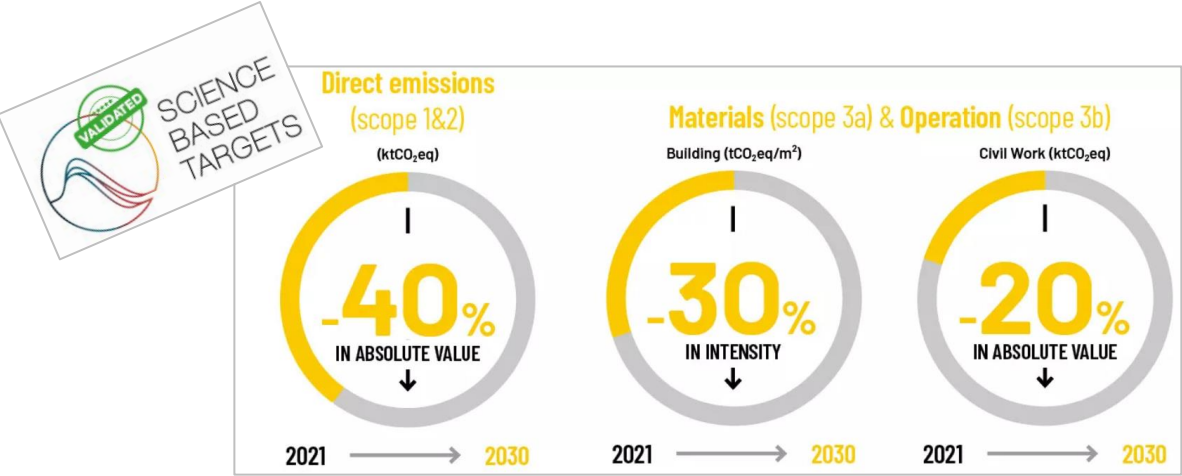 VALIDATED
SCIENCE
BASED
TARGETS
Direct emissions
(scope 1&2)
(ktCO₂eq)
-40%
IN ABSOLUTE VALUE
2021 → 2030
Materials (scope 3a) & Operation (scope 3b)
Building (tCO₂eq/m²)
-30%
IN INTENSITY
2021 → 2030
Civil Work (ktCO₂eq)
-20%
IN ABSOLUTE VALUE
2021 → 2030